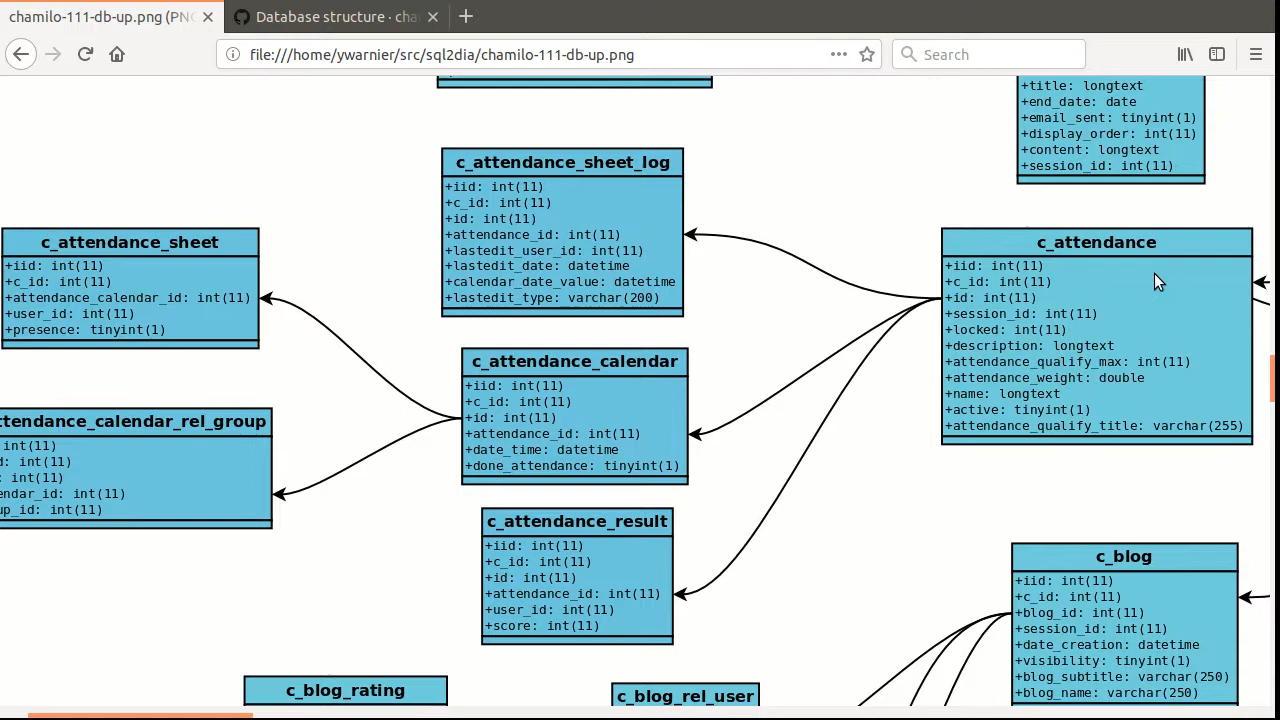 chamilo-111-db-up.png (PN
Database structure · cha
file:///home/ywarnier/src/sql2dia/chamilo-111-db-up.png
Search
+title: longtext
+end_date: date
+email_sent: tinyint(1)
+display_order: int(11)
+content: longtext
+session_id: int(11)
c_attendance_sheet_log
+iid: int(11)
+c_id: int(11)
+id: int(11)
+attendance_id: int(11)
+lastedit_user_id: int(11)
+lastedit_date: datetime
+calendar_date_value: datetime
+lastedit_type: varchar(200)
c_attendance_sheet
+iid: int(11)
+c_id: int(11)
+attendance_calendar_id: int(11)
+user_id: int(11)
+presence: tinyint(1)
c_attendance
+iid: int(11)
+c_id: int(11)
+id: int(11)
+session_id: int(11)
+locked: int(11)
+description: longtext
+attendance_qualify_max: int(11)
+attendance_weight: double
+name: longtext
+active: tinyint(1)
+attendance_qualify_title: varchar(255)
c_attendance_calendar
+iid: int(11)
+c_id: int(11)
+id: int(11)
+attendance_id: int(11)
+date_time: datetime
+done_attendance: tinyint(1)
ttendance_calendar_rel_group
int(11)
d: int(11)
: int(11)
endar_id: int(11)
up_id: int(11)
c_attendance_result
+iid: int(11)
+c_id: int(11)
+id: int(11)
+attendance_id: int(11)
+user_id: int(11)
+score: int(11)
c_blog
+iid: int(11)
+c_id: int(11)
+blog_id: int(11)
+session_id: int(11)
+date_creation: datetime
+visibility: tinyint(1)
+blog_subtitle: varchar(250)
+blog_name: varchar(250)
c_blog_rating
c_blog_rel_user